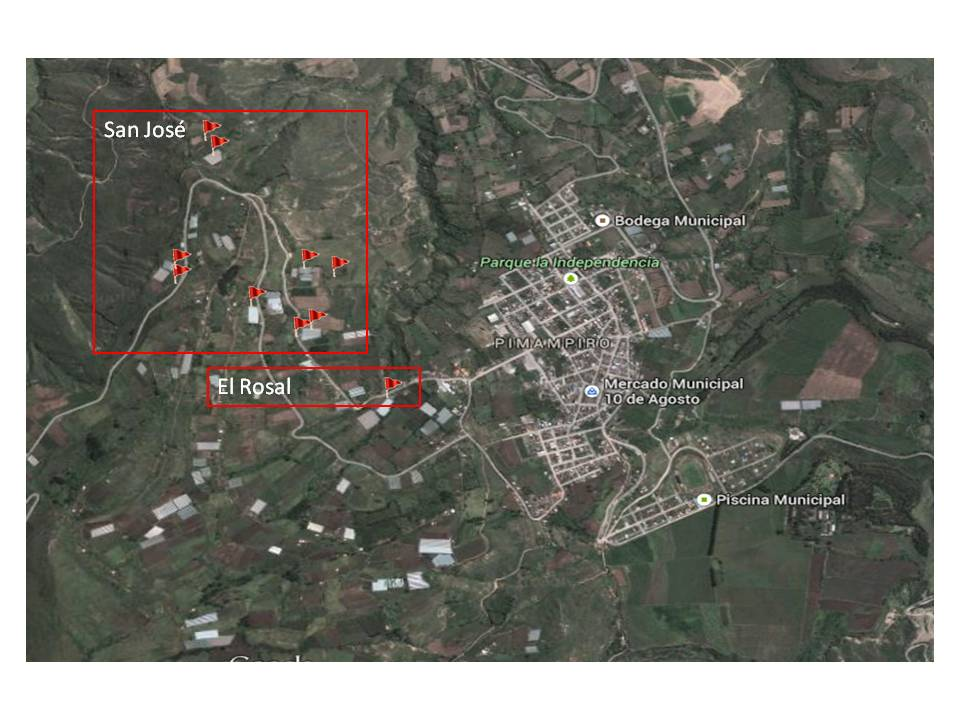 San José
Bodega Municipal
Parque la Independencia
PIMAMPIRO
El Rosal
Mercado Municipal
10 de Agosto
Piscina Municipal